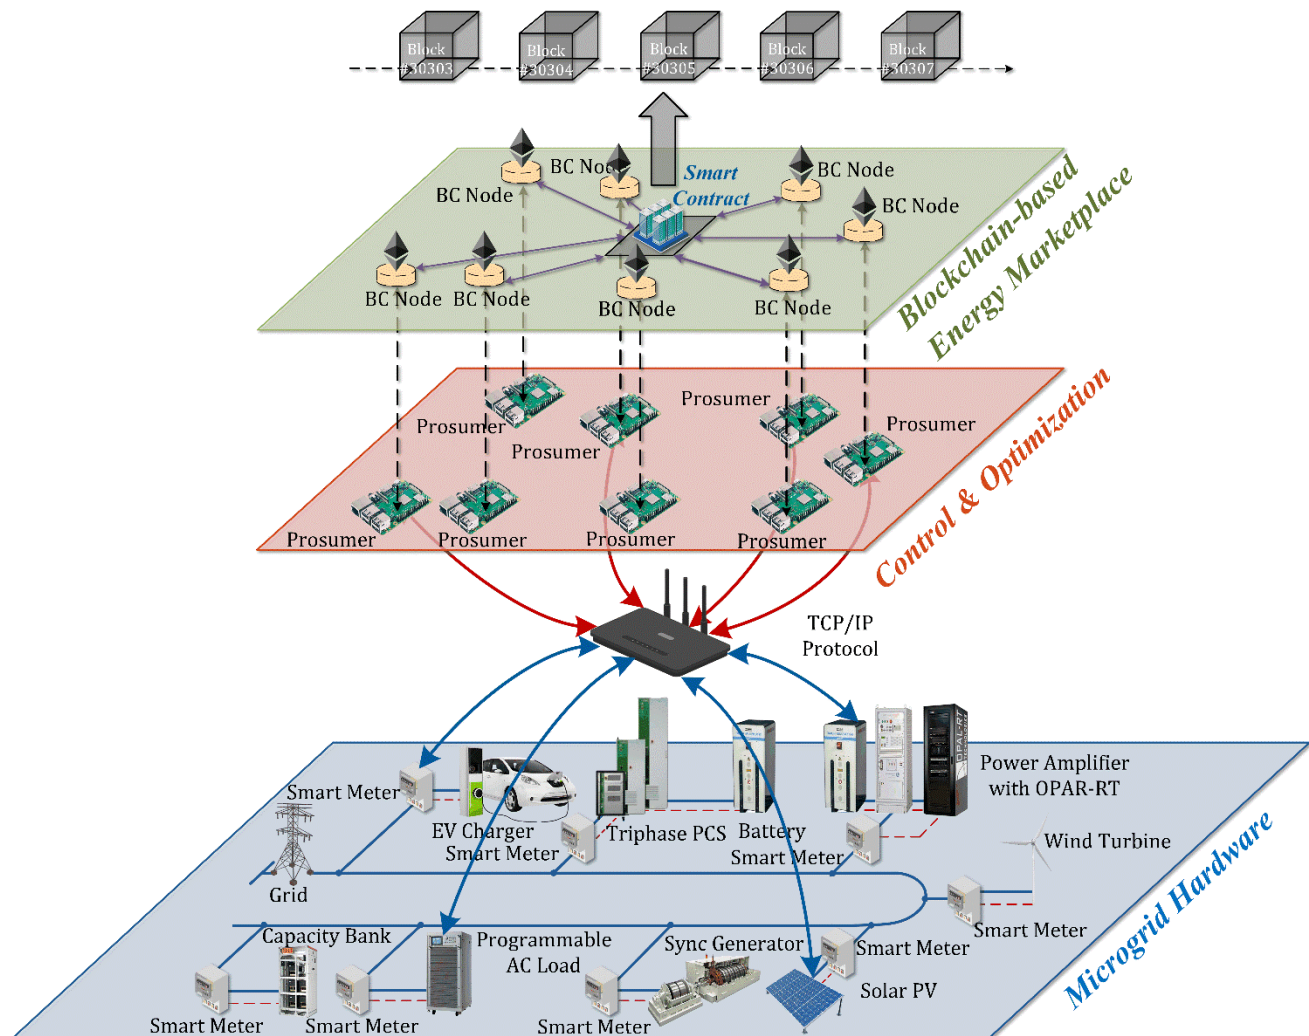 Block
#30303
Block
#30304
Block
#30305
Block
#30306
Block
#30307
BC Node
BC Node
Smart
Contract
BC Node
BC Node
BC Node
BC Node
BC Node
BC Node
Blockchain-based
Energy Marketplace
Prosumer
Prosumer
Prosumer
Prosumer
Prosumer
Prosumer
Prosumer
Prosumer
Control & Optimization
TCP/IP
Protocol
Smart Meter
EV Charger
Smart Meter
Triphase PCS
Battery
Smart Meter
OPAL-RT
Power Amplifier
with OPAR-RT
Wind Turbine
Grid
Smart Meter
Capacity Bank
Programmable
AC Load
Sync Generator
Smart Meter
Solar PV
Smart Meter
Smart Meter
Smart Meter
Microgrid Hardware